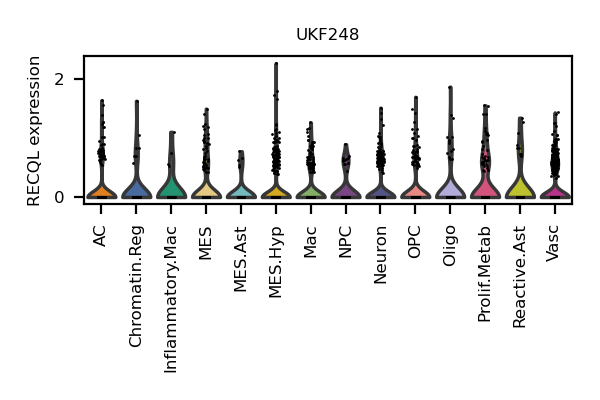 UKF248
RECQL expression
2
0
AC
Chromatin.Reg
Inflammatory.Mac
MES
MES.Ast
MES.Hyp
Mac
NPC
Neuron
OPC
Oligo
Prolif.Metab
Reactive.Ast
Vasc